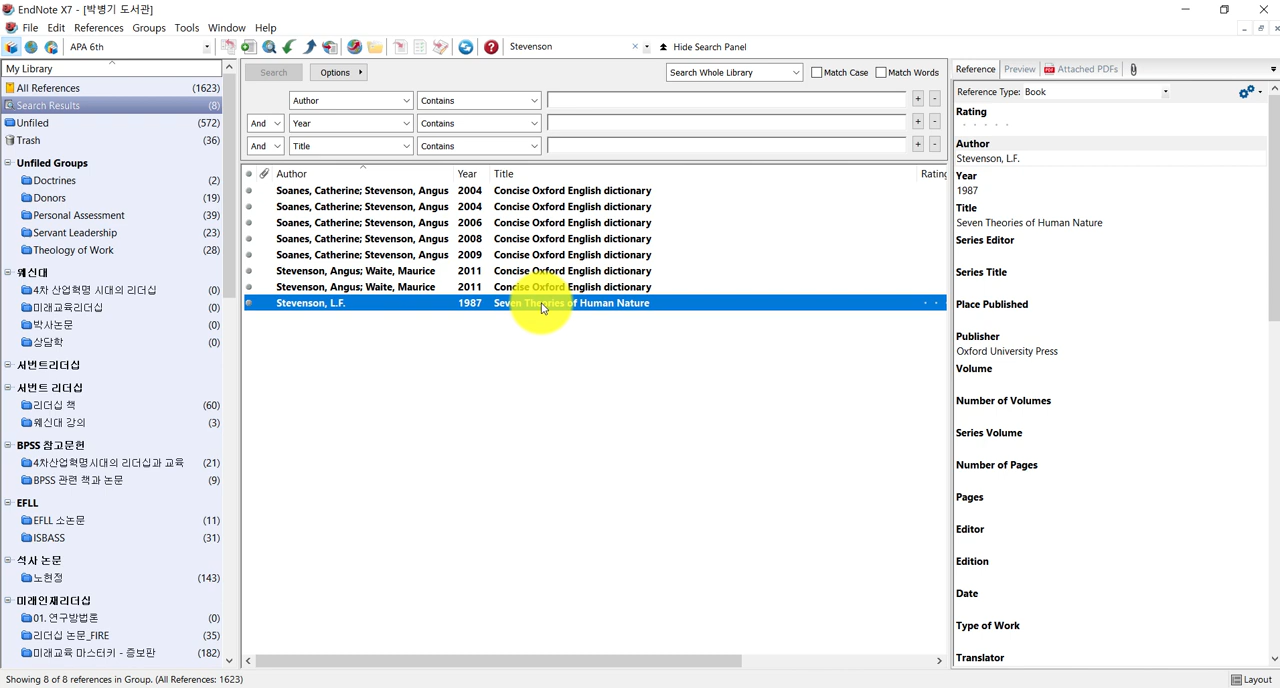 EndNote X7 - [박병기 도서관]
File Edit References Groups Tools Window Help
APA 6th Stevenson Hide Search Panel
My Library
All References (1623)
Search Results (8)
Unfiled (572)
Trash (36)
Unfiled Groups
Doctrines (2)
Donors (19)
Personal Assessment (39)
Servant Leadership (23)
Theology of Work (28)
웨신대
4차 산업혁명 시대의 리더십 (0)
미래교육리더십 (0)
박사논문 (0)
상담학 (0)
서번트리더십
서번트 리더십
리더십 책 (60)
웨신대 강의 (3)
BPSS 참고문헌
4차산업혁명시대의 리더십과 교육 (21)
BPSS 관련 책과 논문 (9)
EFLL
EFLL 소논문 (11)
ISBASS (31)
석사 논문
노현정 (143)
미래인재리더십
01. 연구방법론 (0)
리더십 논문_FIRE (35)
미래교육 마스터키 - 증보판 (182)
Search Options Search Whole Library Match Case Match Words
Author Contains + -
And Year Contains + -
And Title Contains + -
Author Year Title Rating
Soanes, Catherine; Stevenson, Angus 2004 Concise Oxford English dictionary
Soanes, Catherine; Stevenson, Angus 2004 Concise Oxford English dictionary
Soanes, Catherine; Stevenson, Angus 2006 Concise Oxford English dictionary
Soanes, Catherine; Stevenson, Angus 2008 Concise Oxford English dictionary
Soanes, Catherine; Stevenson, Angus 2009 Concise Oxford English dictionary
Stevenson, Angus; Waite, Maurice 2011 Concise Oxford English dictionary
Stevenson, Angus; Waite, Maurice 2011 Concise Oxford English dictionary
Stevenson, L.F. 1987 Seven Theories of Human Nature
Reference Preview Attached PDFs
Reference Type: Book
Rating
Author
Stevenson, L.F.
Year
1987
Title
Seven Theories of Human Nature
Series Editor
Series Title
Place Published
Publisher
Oxford University Press
Volume
Number of Volumes
Series Volume
Number of Pages
Pages
Editor
Edition
Date
Type of Work
Translator
Showing 8 of 8 references in Group. (All References: 1623)
Layout